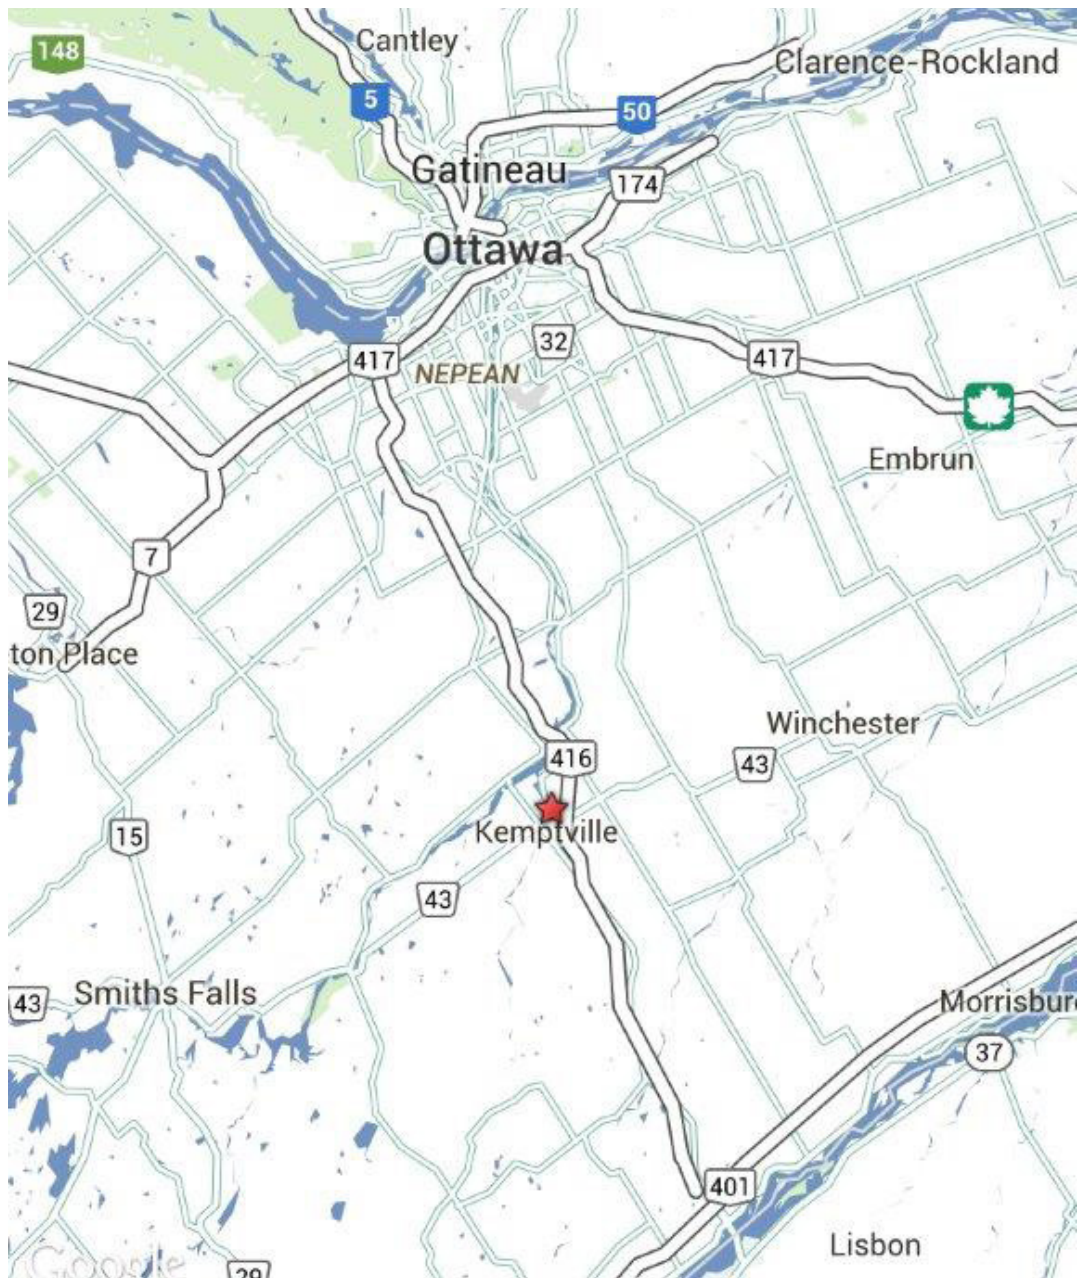 Cantley
148
Clarence-Rockland
5
50
Gatineau
174
Ottawa
32
417
417
NEPEAN
Embrun
7
29
ton Place
Winchester
416
43
Kemptville
15
43
Smiths Falls
43
Morrisbur
37
401
Lisbon
Google
29